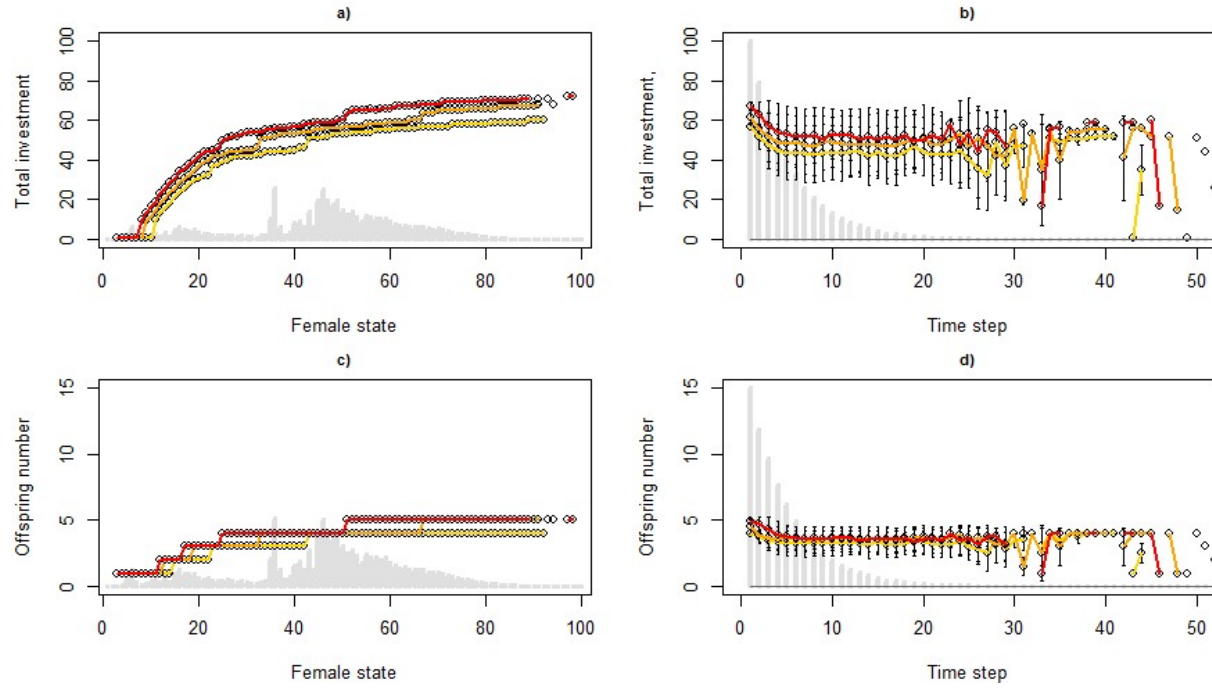 a)
Total investment
100
80
60
40
20
0
0 20 40 60 80 100
Female state
b)
Total investment,
100
80
60
40
20
0
0 10 20 30 40 50
Time step
c)
Offspring number
15
10
5
0
0 20 40 60 80 100
Female state
d)
Offspring number
15
10
5
0
0 10 20 30 40 50
Time step